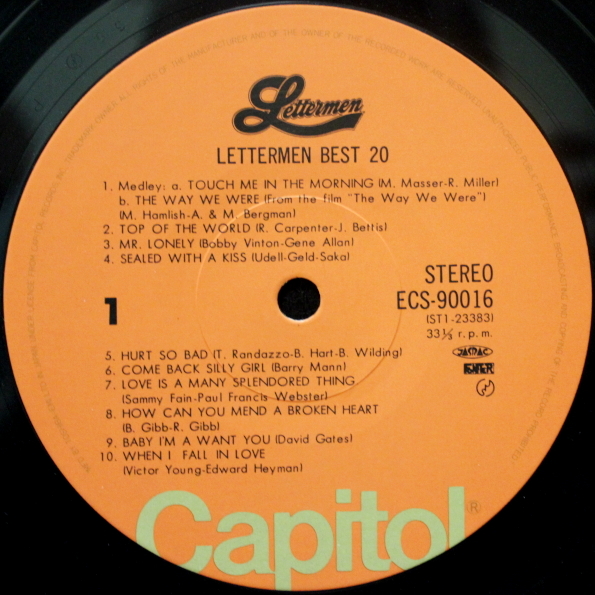 Lettermen
LETTERMEN BEST 20
1. Medley: a. TOUCH ME IN THE MORNING (M. Masser-R. Miller)
b. THE WAY WE WERE (From the film "The Way We Were")
(M. Hamlish-A. & M. Bergman)
2. TOP OF THE WORLD (R. Carpenter-J. Bettis)
3. MR. LONELY (Bobby Vinton-Gene Allan)
4. SEALED WITH A KISS (Udell-Geld-Saka)
STEREO
ECS-90016
(ST1-23383)
33⅓ r.p.m.
1
JASRAC
5. HURT SO BAD (T. Randazzo-B. Hart-B. Wilding)
6. COME BACK SILLY GIRL (Barry Mann)
7. LOVE IS A MANY SPLENDORED THING
(Sammy Fain-Paul Francis Webster)
8. HOW CAN YOU MEND A BROKEN HEART
(B. Gibb-R. Gibb)
9. BABY I'M A WANT YOU (David Gates)
10. WHEN I FALL IN LOVE
(Victor Young-Edward Heyman)
Capitol®